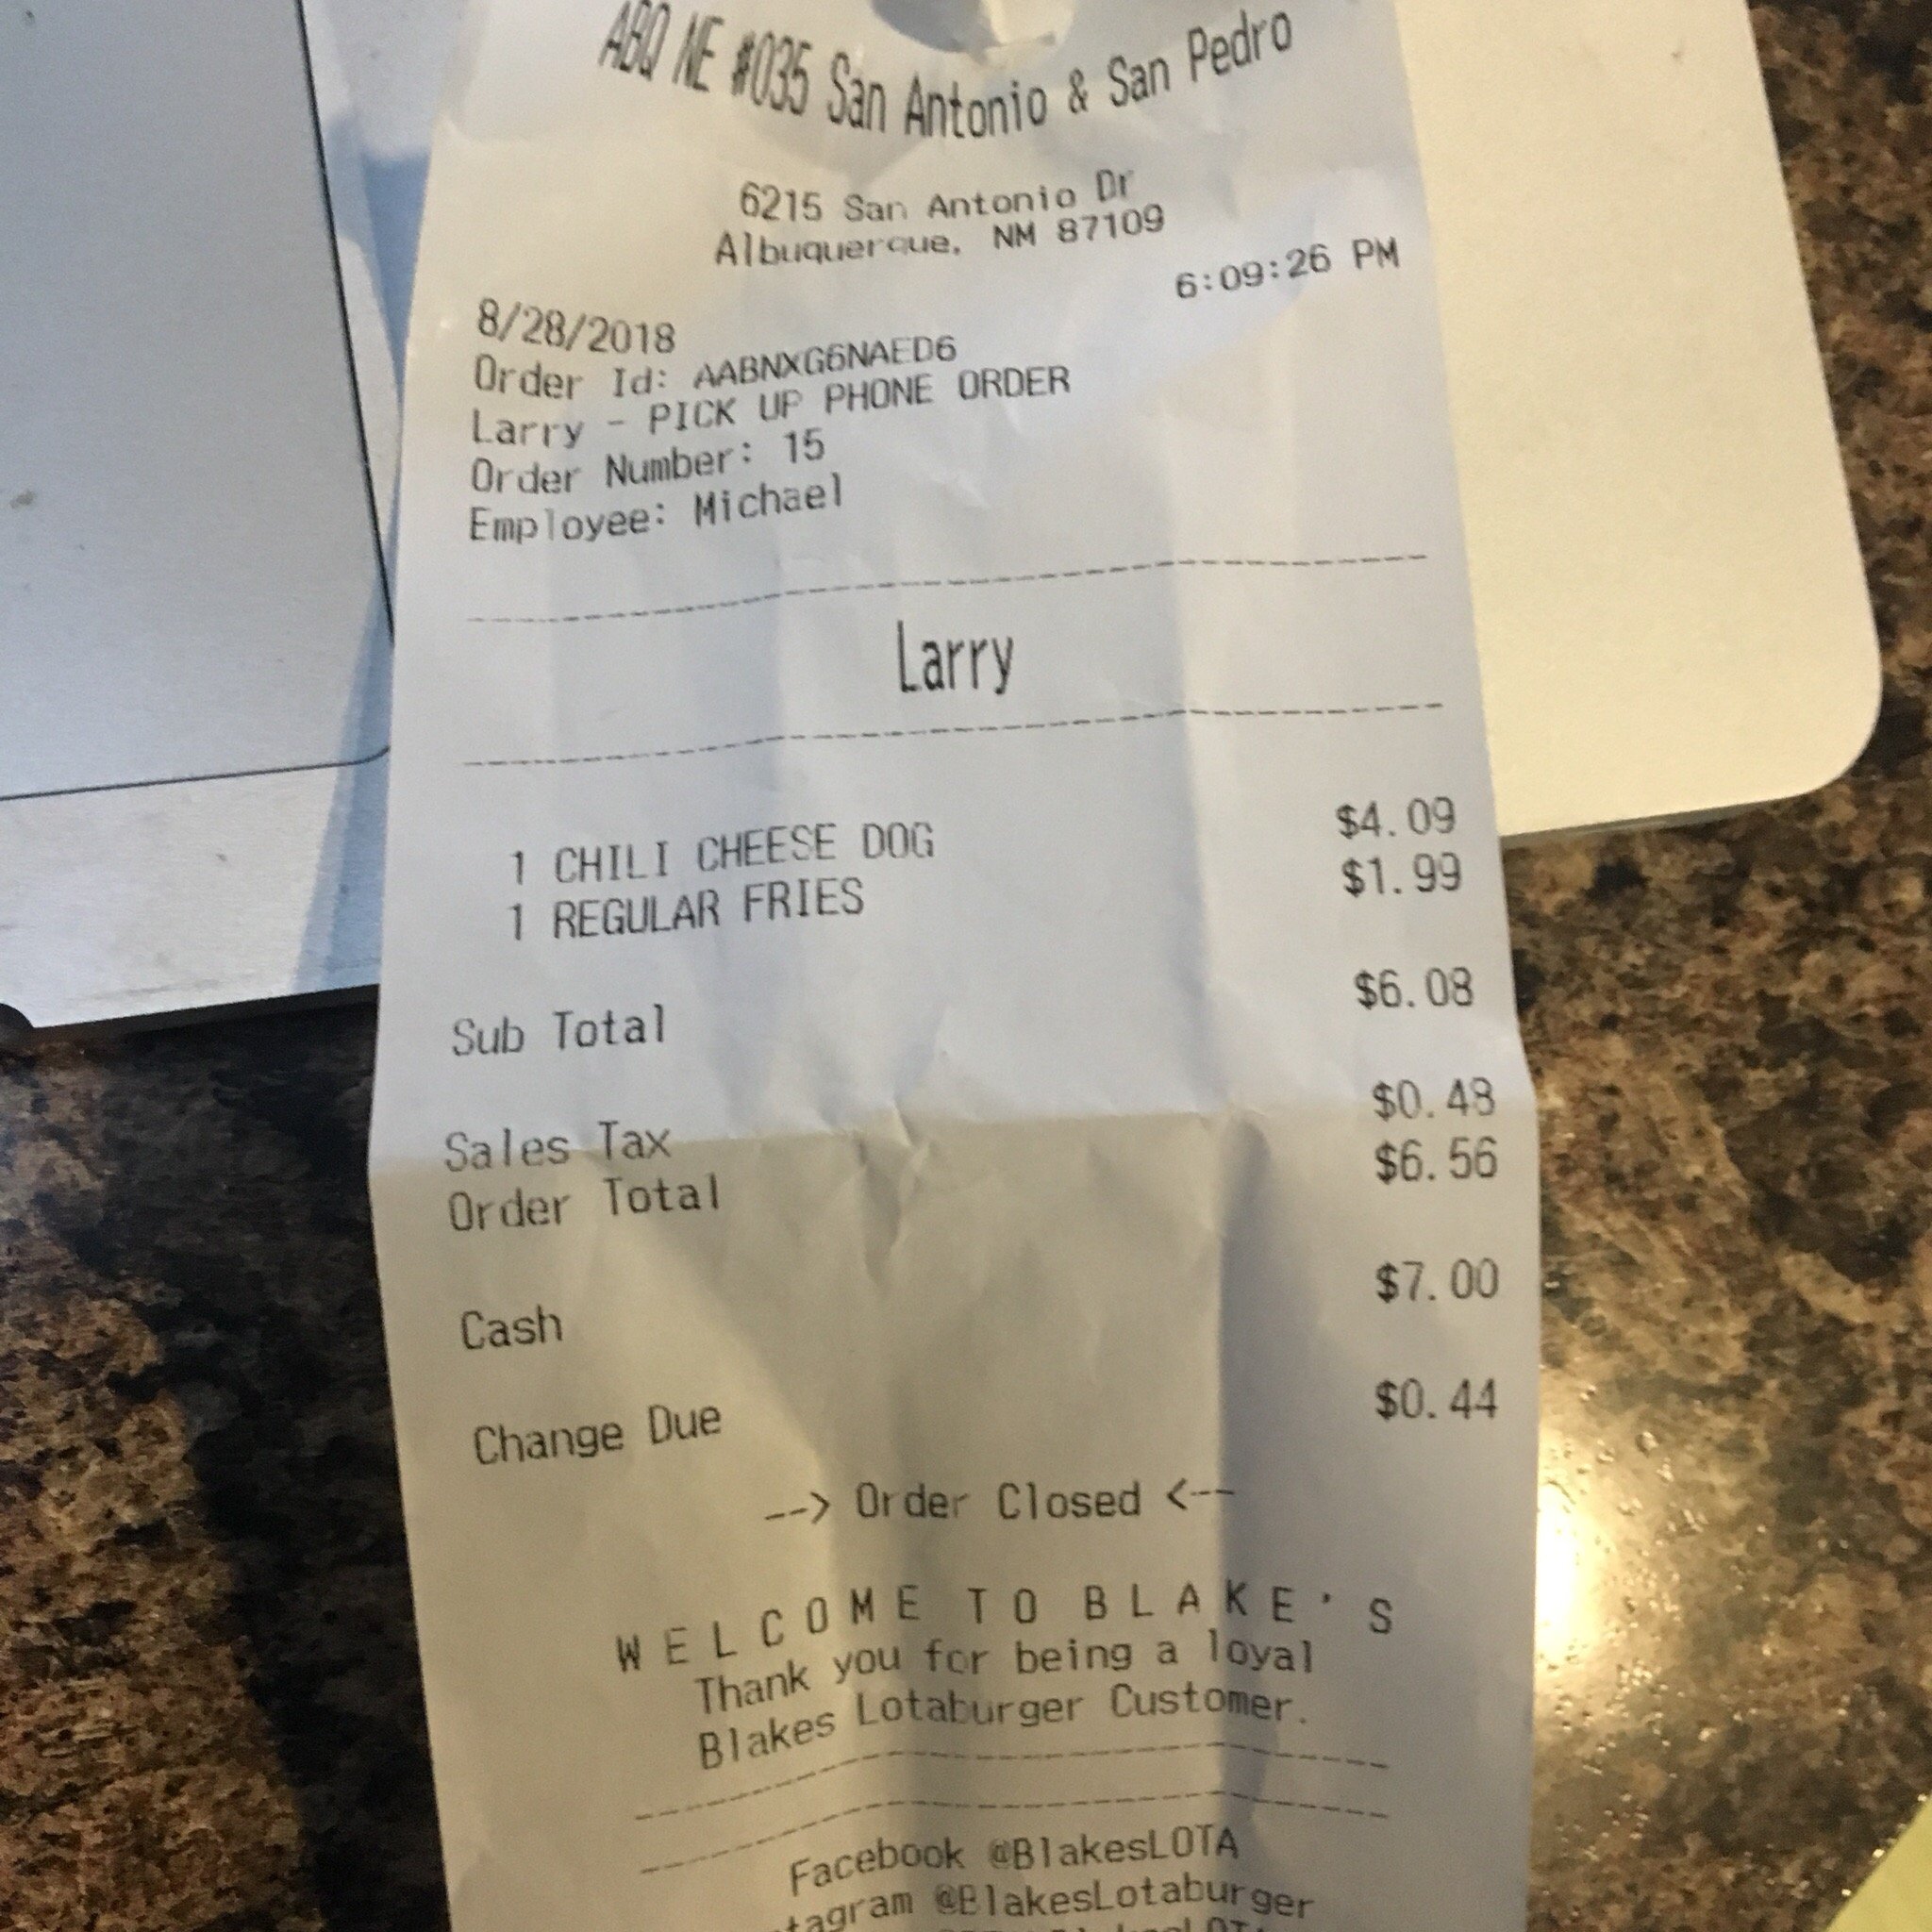 ABQ NE #035 San Antonio & San Pedro
6215 San Antonio Dr
Albuquerque, NM 87109
8/28/2018 6:09:26 PM
Order Id: AABNXG6NAED6
Larry - PICK UP PHONE ORDER
Order Number: 15
Employee: Michael
Larry
1 CHILI CHEESE DOG $4.09
1 REGULAR FRIES $1.99
Sub Total $6.08
Sales Tax $0.48
Order Total $6.56
Cash $7.00
Change Due $0.44
--> Order Closed <--
WELCOME TO BLAKE'S
Thank you for being a loyal
Blakes Lotaburger Customer.
Facebook @BlakesLOTA
tagram @BlakesLotaburger